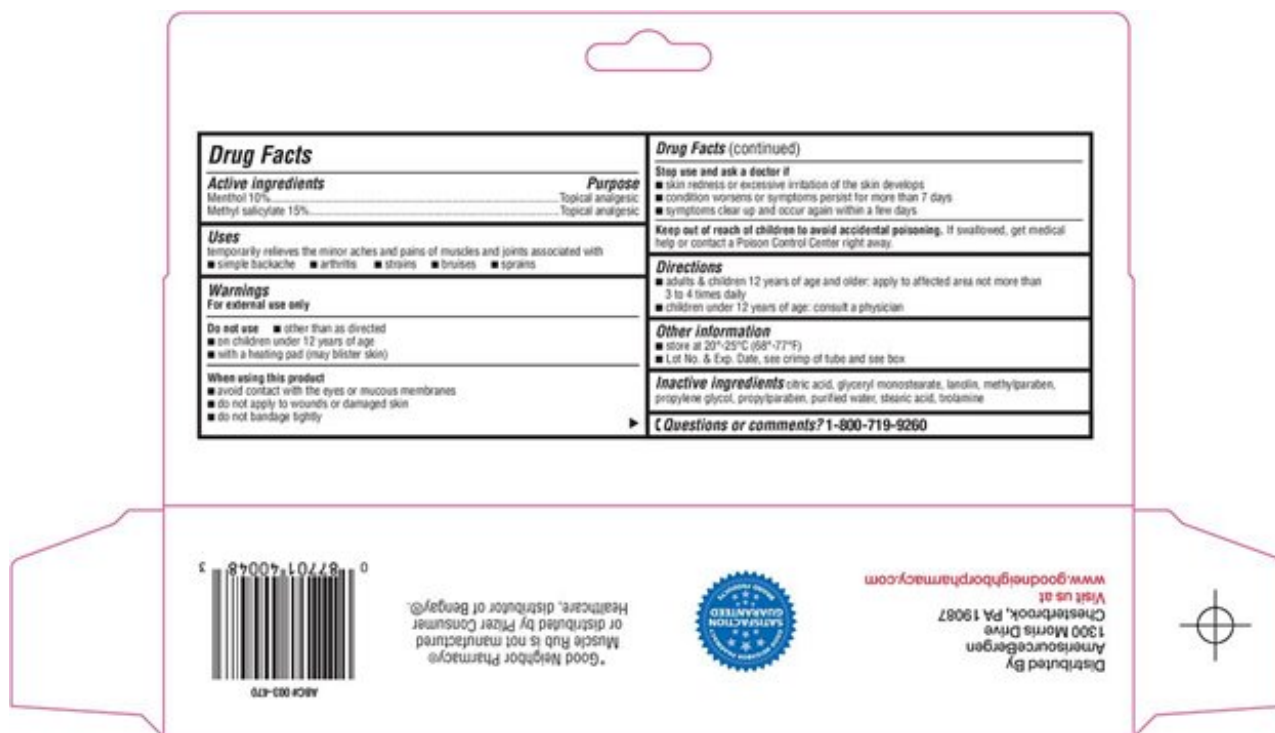 Drug Facts
Active ingredients Purpose
Menthol 10% Topical analgesic
Methyl salicylate 15% Topical analgesic
Uses
temporarily relieves the minor aches and pains of muscles and joints associated with
■ simple backache ■ arthritis ■ strains ■ bruises ■ sprains
Warnings
For external use only
Do not use ■ other than as directed
■ on children under 12 years of age
■ with a heating pad (may blister skin)
When using this product
■ avoid contact with the eyes or mucous membranes
■ do not apply to wounds or damaged skin
■ do not bandage tightly
Drug Facts (continued)
Stop use and ask a doctor if
■ skin redness or excessive irritation of the skin develops
■ condition worsens or symptoms persist for more than 7 days
■ symptoms clear up and occur again within a few days
Keep out of reach of children to avoid accidental poisoning. If swallowed, get medical
help or contact a Poison Control Center right away.
Directions
■ adults & children 12 years of age and older: apply to affected area not more than
3 to 4 times daily
■ children under 12 years of age: consult a physician
Other information
■ store at 20°-25°C (68°-77°F)
■ Lot No. & Exp. Date, see crimp of tube and see box
Inactive ingredients citric acid, glyceryl monostearate, lanolin, methylparaben,
propylene glycol, propylparaben, purified water, stearic acid, trolamine
Questions or comments? 1-800-719-9260
Distributed By
AmerisourceBergen
1300 Morris Drive
Chesterbrook, PA 19087
Visit us at
www.goodneighborpharmacy.com
GOOD NEIGHBOR PHARMACY
SATISFACTION
GUARANTEED
BRAND PRODUCTS
*Good Neighbor Pharmacy®
Muscle Rub is not manufactured
or distributed by Pfizer Consumer
Healthcare, distributor of Bengay®.
ABC# 003-470
0 87701 40048 3